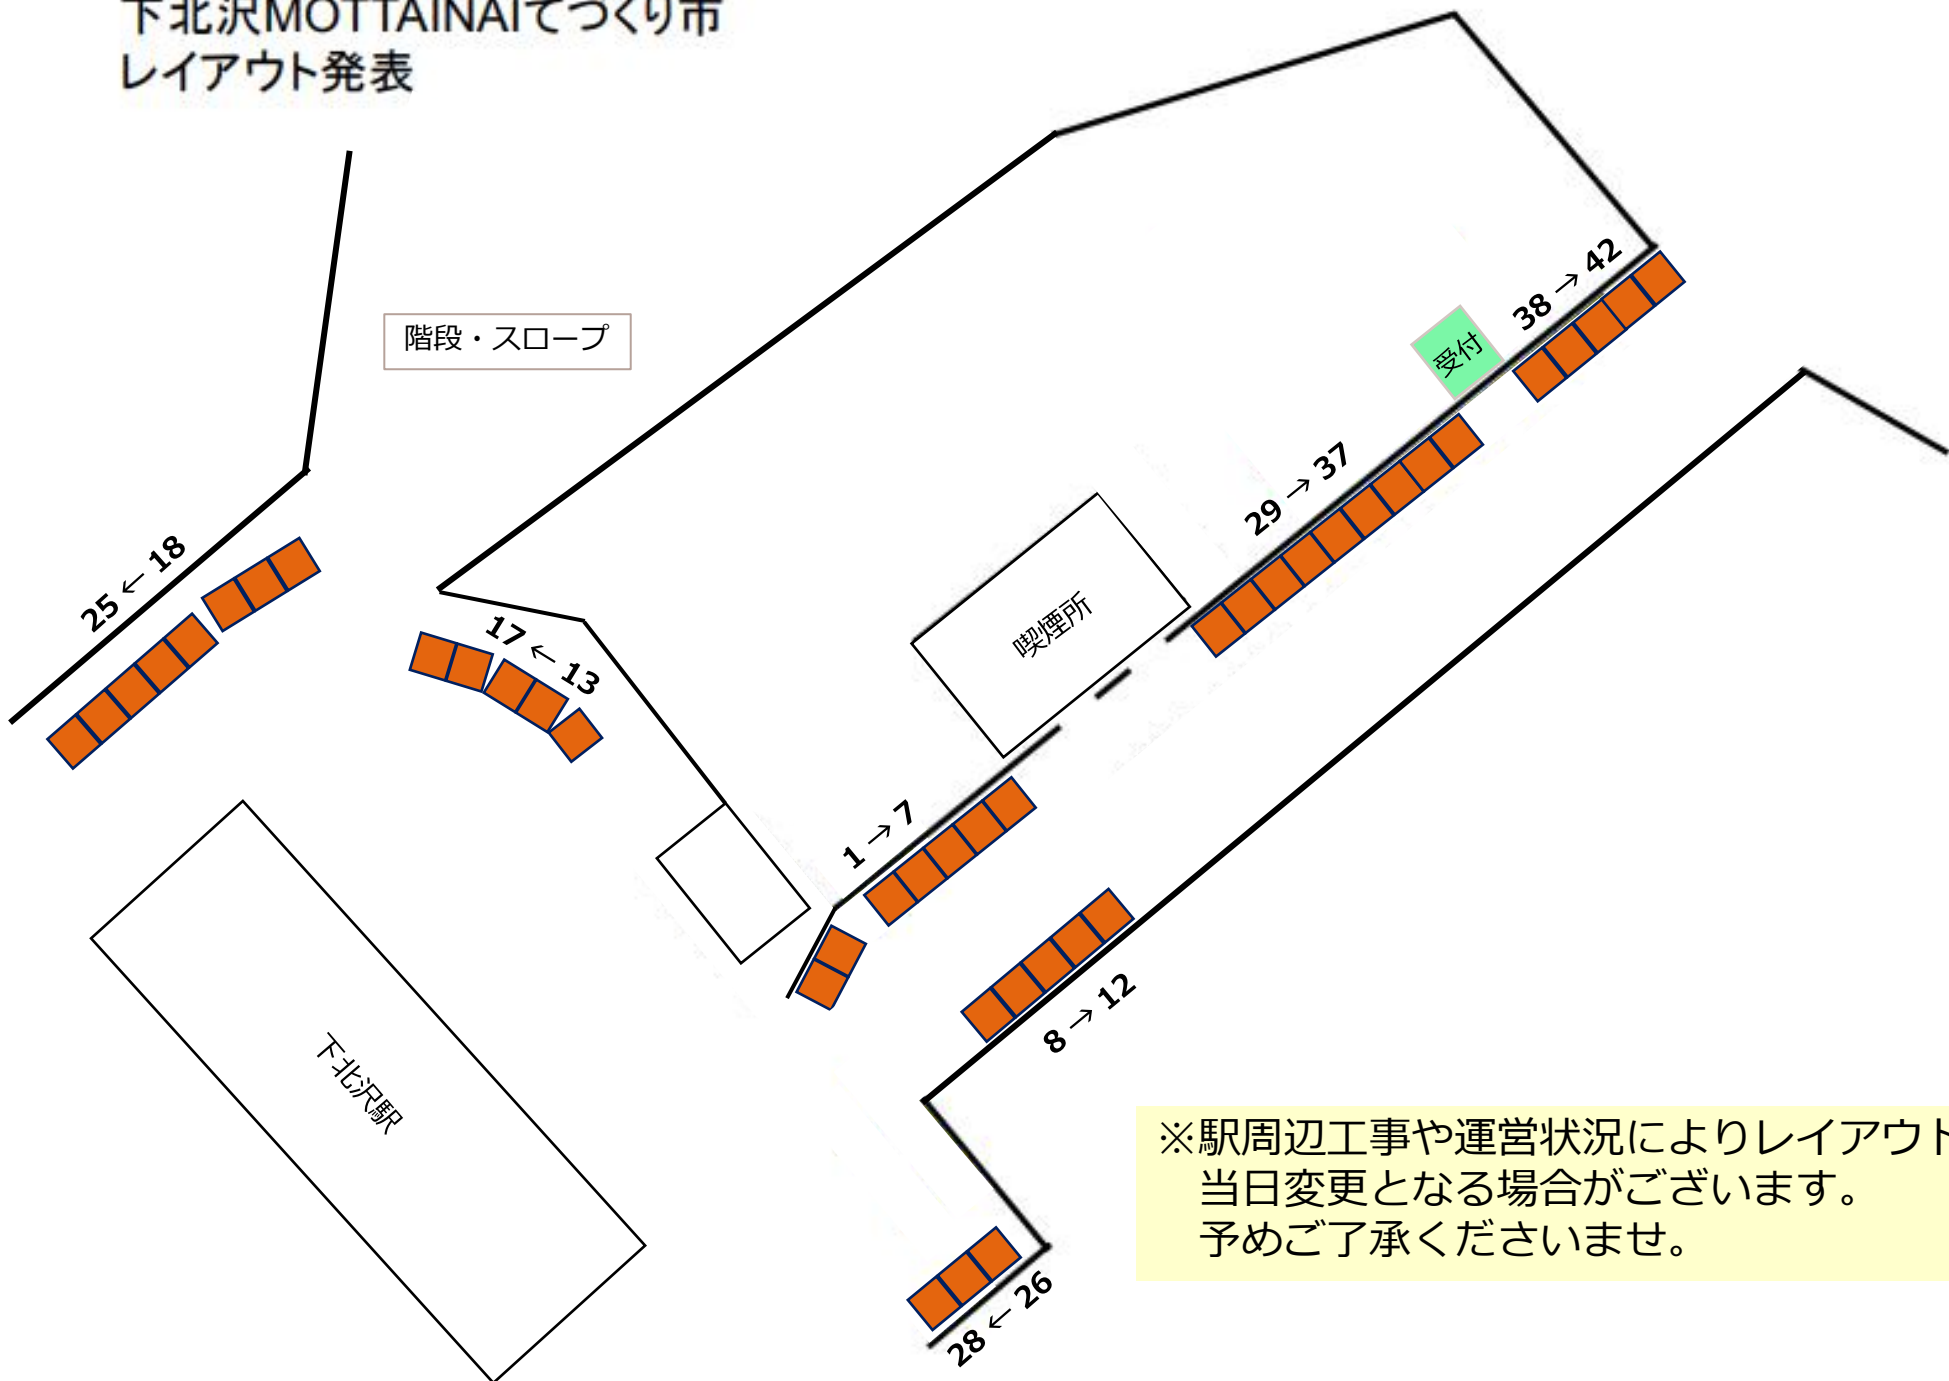 下北沢MOTTAINAIてづくり市
レイアウト発表
階段・スロープ
38 → 42
受付
29 → 37
25 ← 18
喫煙所
17 ← 13
1 → 7
8 → 12
下北沢駅
※駅周辺工事や運営状況によりレイアウト
当日変更となる場合がございます。
予めご了承くださいませ。
28 ← 26